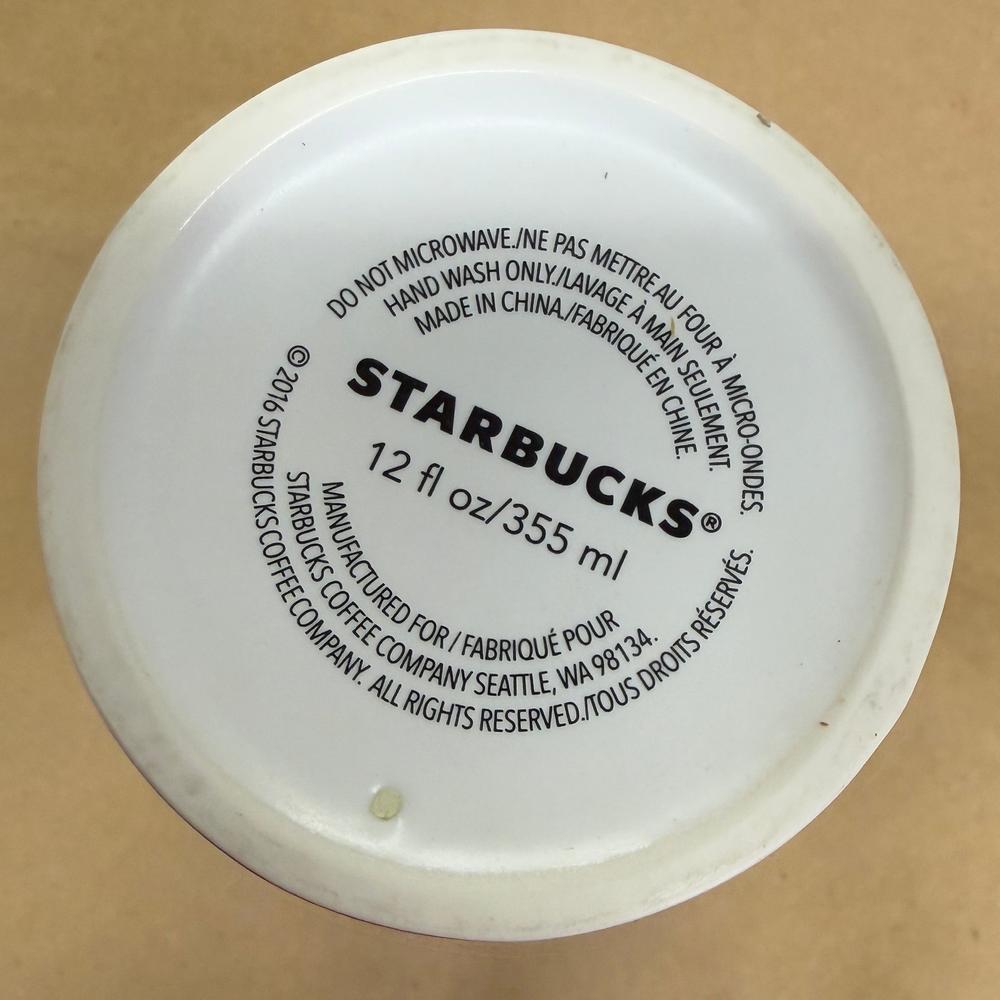 DO NOT MICROWAVE./NE PAS METTRE AU FOUR À MICRO-ONDES.
HAND WASH ONLY./LAVAGE À MAIN SEULEMENT.
MADE IN CHINA./FABRIQUÉ EN CHINE.
STARBUCKS®
12 fl oz/355 ml
MANUFACTURED FOR / FABRIQUÉ POUR
STARBUCKS COFFEE COMPANY SEATTLE, WA 98134.
© 2016 STARBUCKS COFFEE COMPANY. ALL RIGHTS RESERVED./TOUS DROITS RÉSERVÉS.